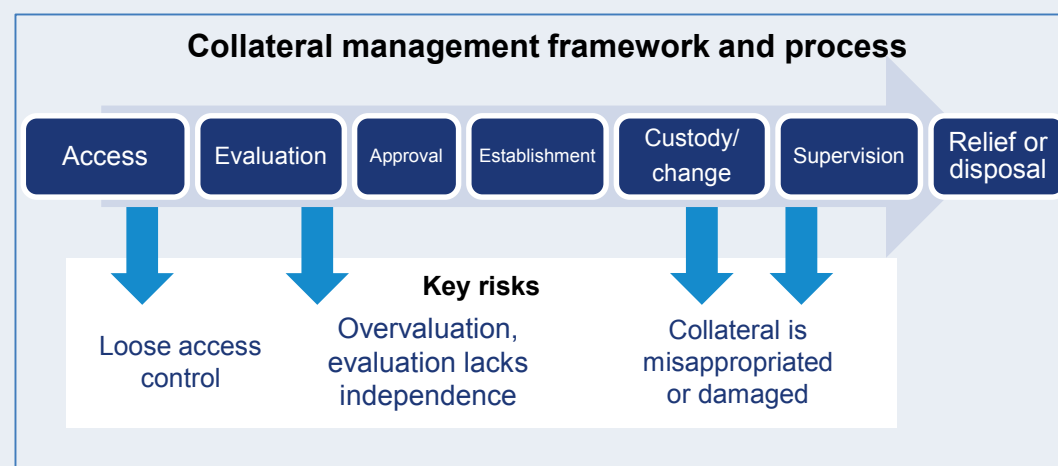 Collateral management framework and process
Access
Evaluation
Approval
Establishment
Custody/
change
Supervision
Relief or
disposal
Key risks
Loose access
control
Overvaluation,
evaluation lacks
independence
Collateral is
misappropriated
or damaged